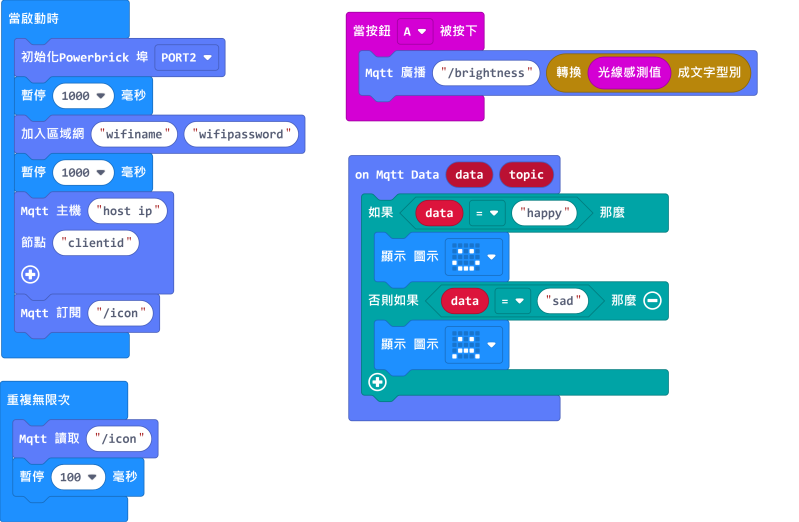 當啟動時
初始化Powerbrick 埠 PORT2
暫停 1000 毫秒
加入區域網 "wifiname" "wifipassword"
暫停 1000 毫秒
Mqtt 主機 "host ip"
節點 "clientid"
Mqtt 訂閱 "/icon"
重複無限次
Mqtt 讀取 "/icon"
暫停 100 毫秒
當按鈕 A 被按下
Mqtt 廣播 "/brightness" 轉換 光線感測值 成文字型別
on Mqtt Data data topic
如果 data = "happy" 那麼
顯示 圖示
否則如果 data = "sad" 那麼
顯示 圖示